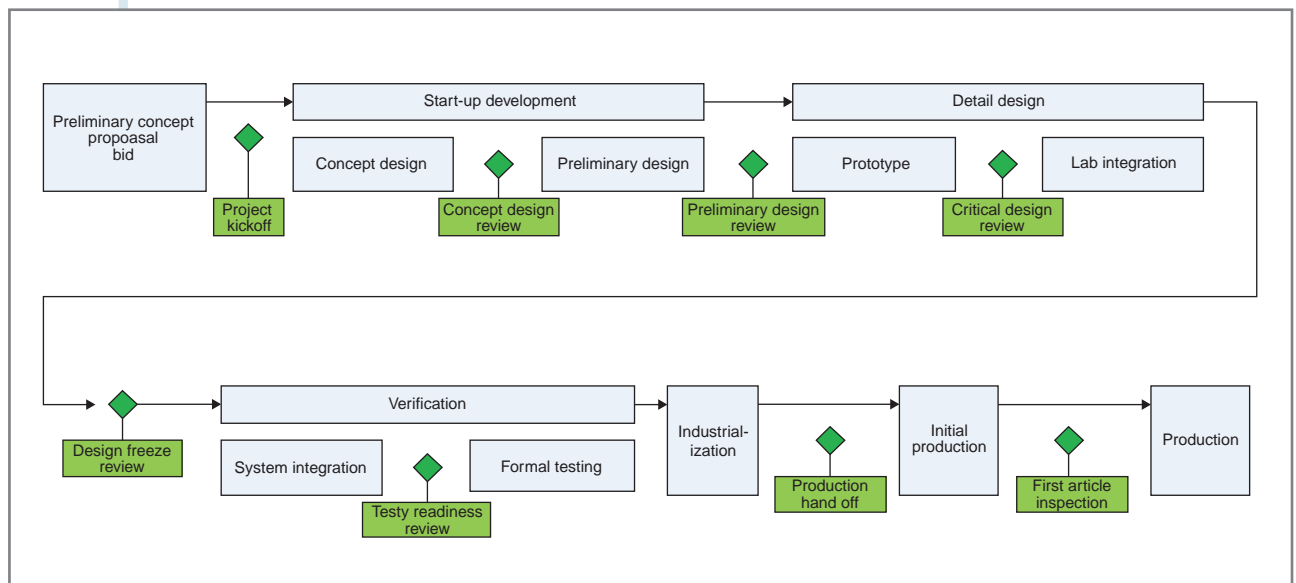 Preliminary concept
propoasal
bid
Start-up development
Detail design
Concept design
Preliminary design
Prototype
Lab integration
Project
kickoff
Concept design
review
Preliminary design
review
Critical design
review
Verification
Design freeze
review
System integration
Formal testing
Testy readiness
review
Industrial-
ization
Production
hand off
Initial
production
First article
inspection
Production